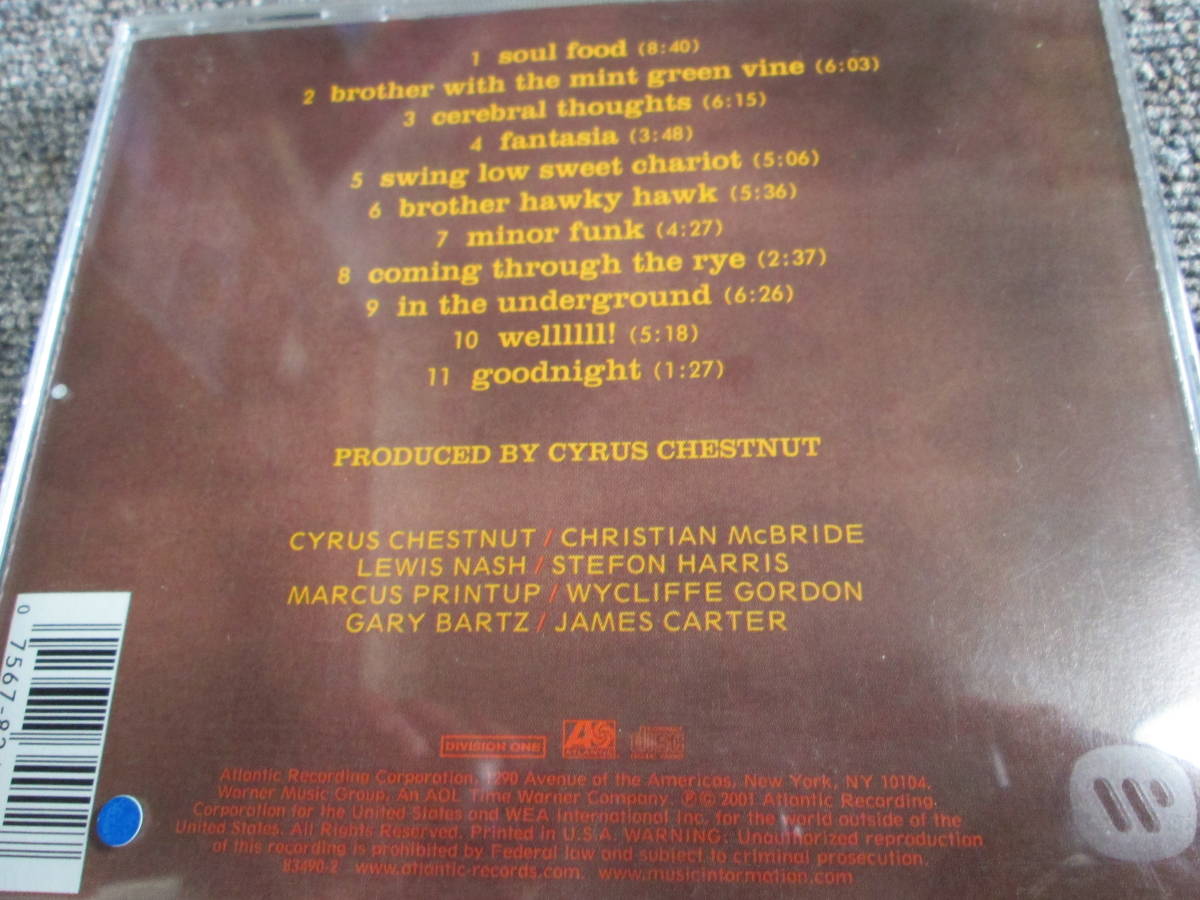 1 soul food (8:40)
2 brother with the mint green vine (6:03)
3 cerebral thoughts (6:15)
4 fantasia (3:48)
5 swing low sweet chariot (5:06)
6 brother hawky hawk (5:36)
7 minor funk (4:27)
8 coming through the rye (2:37)
9 in the underground (6:26)
10 wellllll! (5:18)
11 goodnight (1:27)
PRODUCED BY CYRUS CHESTNUT
CYRUS CHESTNUT / CHRISTIAN McBRIDE
LEWIS NASH / STEFON HARRIS
MARCUS PRINTUP / WYCLIFFE GORDON
GARY BARTZ / JAMES CARTER
DIVISION ONE
ATLANTIC
Atlantic Recording Corporation, 1290 Avenue of the Americas, New York, NY 10104.
Warner Music Group, An AOL Time Warner Company. ℗© 2001 Atlantic Recording.
Corporation for the United States and WEA International Inc. for the world outside of the
United States. All Rights Reserved. Printed in U.S.A. WARNING: Unauthorized reproduction
of this recording is prohibited by Federal law and subject to criminal prosecution.
83490-2 www.atlantic-records.com www.musicinformation.com
0 7567-83